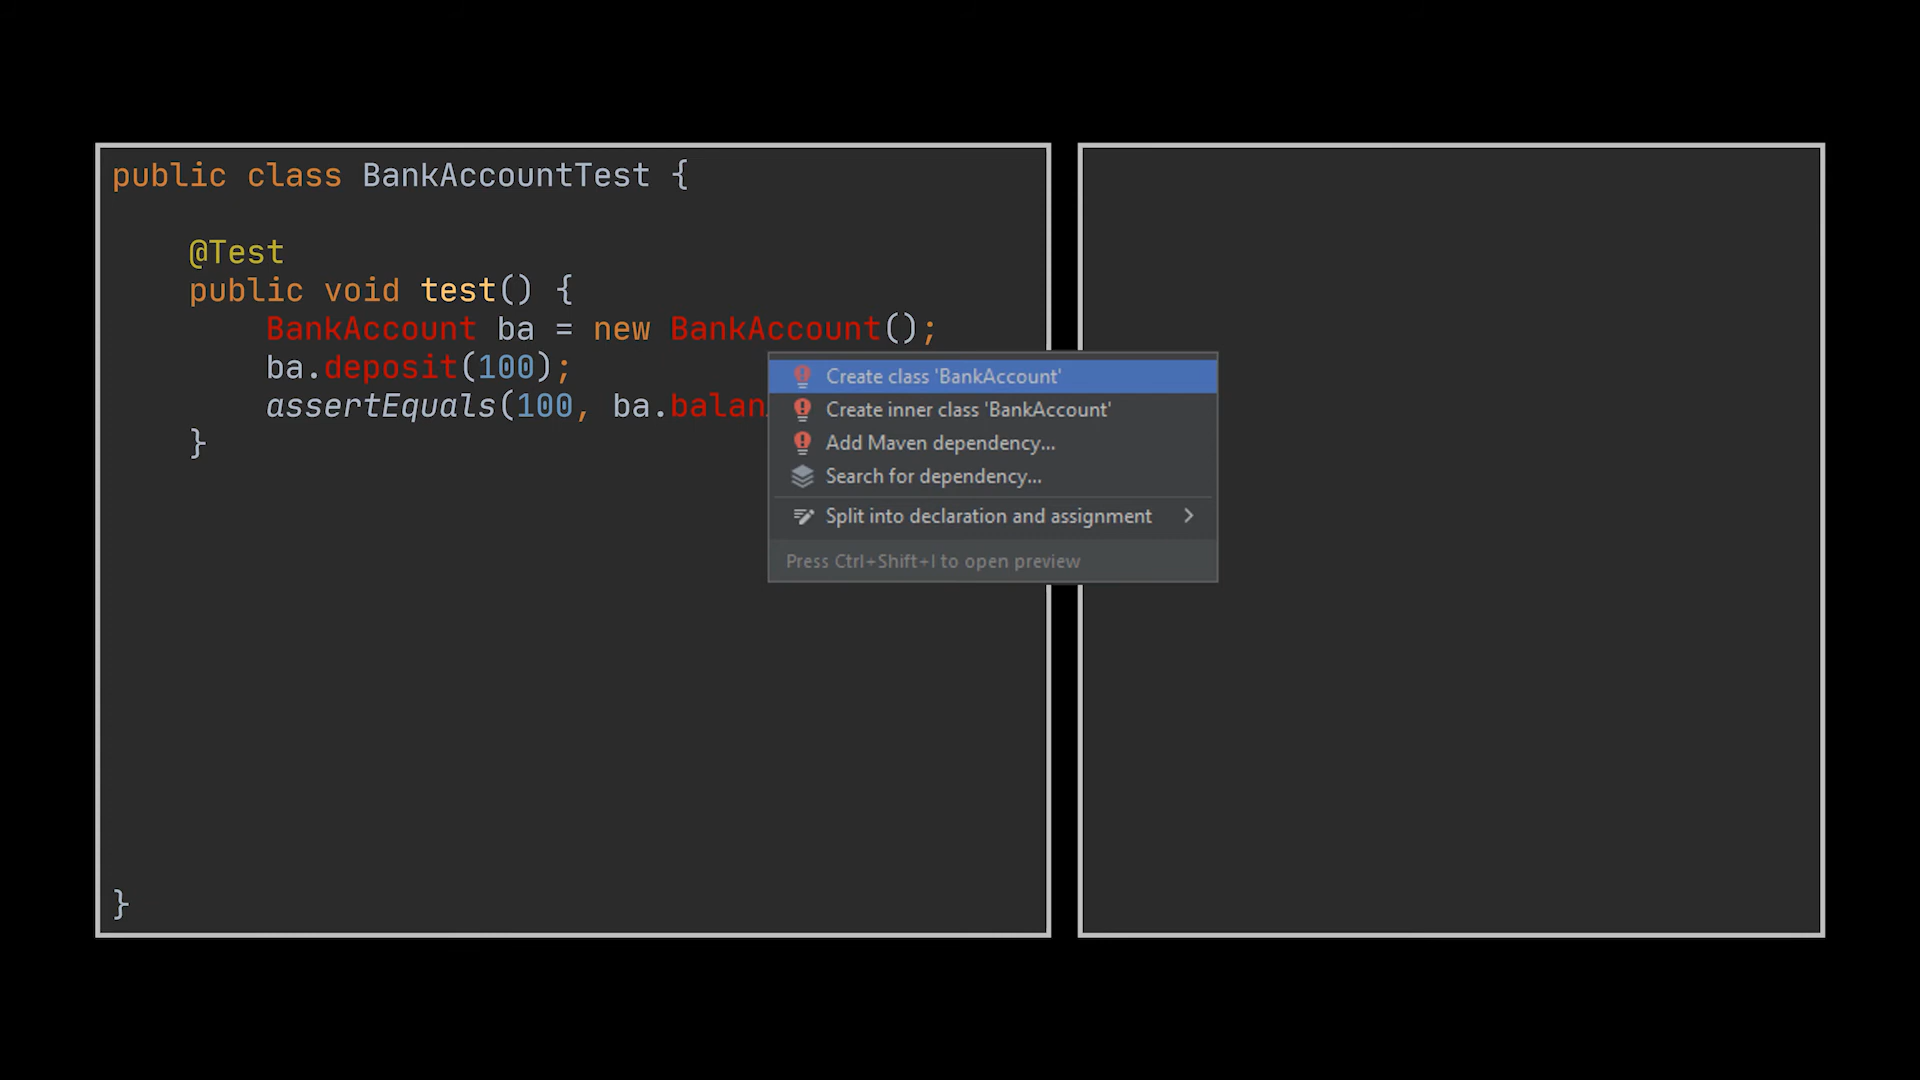 public class BankAccountTest {
@Test
public void test() {
BankAccount ba = new BankAccount();
ba.deposit(100);
assertEquals(100, ba.balan
}
}
Create class 'BankAccount'
Create inner class 'BankAccount'
Add Maven dependency...
Search for dependency...
Split into declaration and assignment
Press Ctrl+Shift+I to open preview